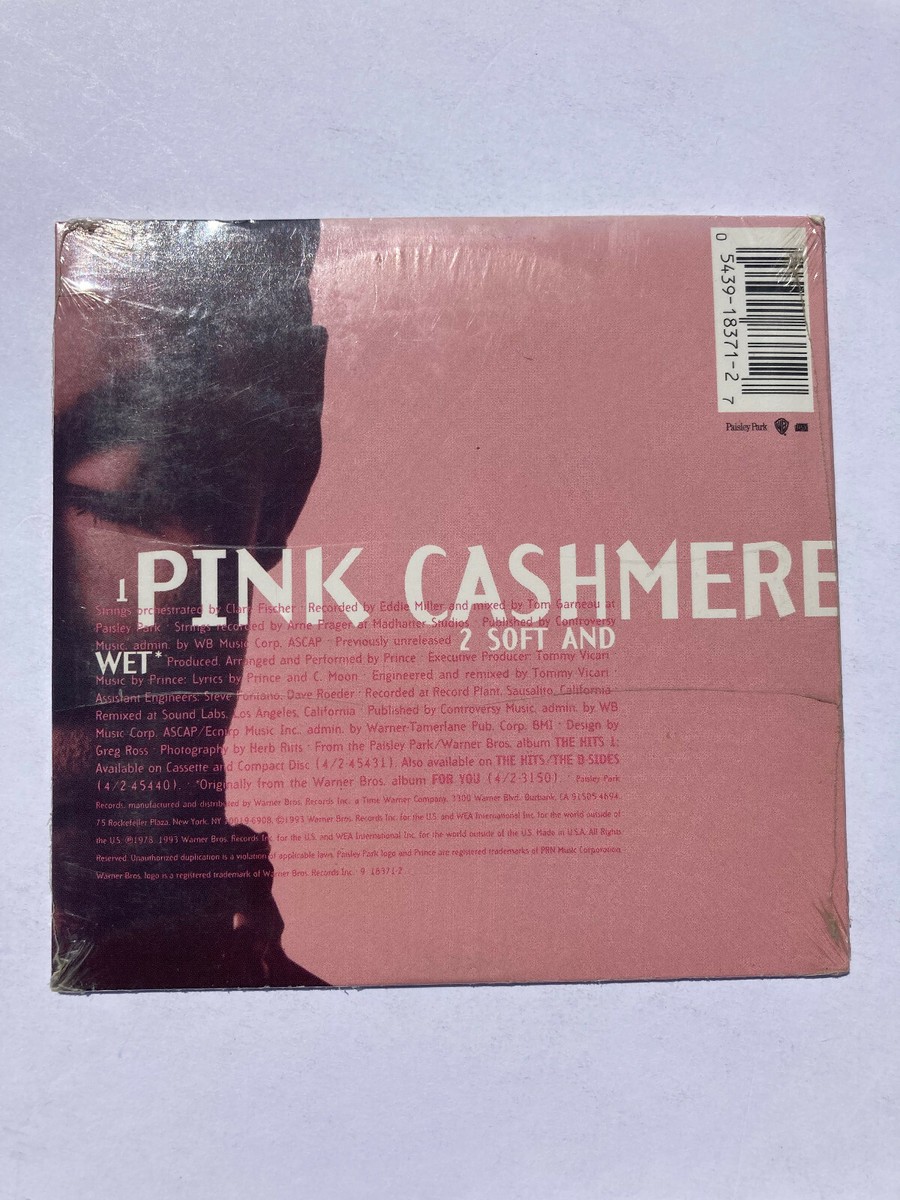 0 5439-18371-2 7
Paisley Park WB
1 PINK CASHMERE
Strings orchestrated by Clare Fischer · Recorded by Eddie Miller and mixed by Tom Garneau at
Paisley Park · Strings recorded by Arne Frager at Madhatter Studios · Published by Controversy
Music, admin. by WB Music Corp. ASCAP · Previously unreleased 2 SOFT AND
WET* Produced, Arranged and Performed by Prince · Executive Producer: Tommy Vicari ·
Music by Prince: Lyrics by Prince and C. Moon · Engineered and remixed by Tommy Vicari ·
Assistant Engineers: Steve Fontano, Dave Roeder · Recorded at Record Plant, Sausalito, California ·
Remixed at Sound Labs, Los Angeles, California · Published by Controversy Music, admin. by WB
Music Corp. ASCAP/Ecnirp Music Inc. admin. by Warner-Tamerlane Pub. Corp. BMI · Design by
Greg Ross · Photography by Herb Ritts · From the Paisley Park/Warner Bros. album THE HITS 1;
Available on Cassette and Compact Disc (4/2-45431). Also available on THE HITS/THE B SIDES
(4/2-45440). · *Originally from the Warner Bros. album FOR YOU (4/2-3150). · Paisley Park
Records, manufactured and distributed by Warner Bros. Records Inc., a Time Warner Company, 3300 Warner Blvd., Burbank, CA 91505-4694.
75 Rockefeller Plaza, New York, NY 10019-6908. ©1993 Warner Bros. Records Inc. for the U.S. and WEA International Inc. for the world outside of
the U.S. ℗1978, 1993 Warner Bros. Records Inc. for the U.S. and WEA International Inc. for the world outside of the U.S. Made in U.S.A. All Rights
Reserved. Unauthorized duplication is a violation of applicable laws. Paisley Park logo and Prince are registered trademarks of PRN Music Corporation.
Warner Bros. logo is a registered trademark of Warner Bros. Records Inc. · 9 18371-2